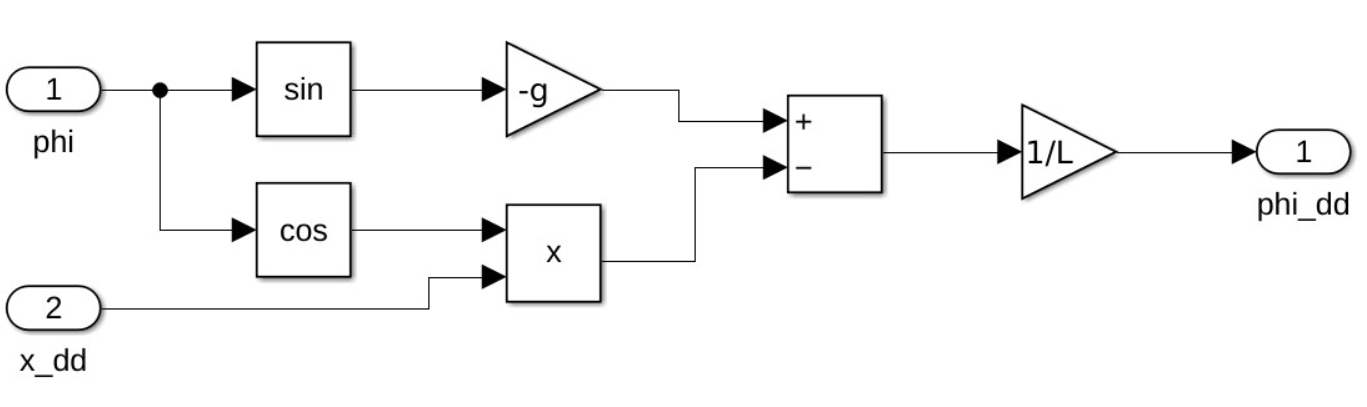 1
phi
sin
-g
+
−
1/L
1
phi_dd
cos
x
2
x_dd